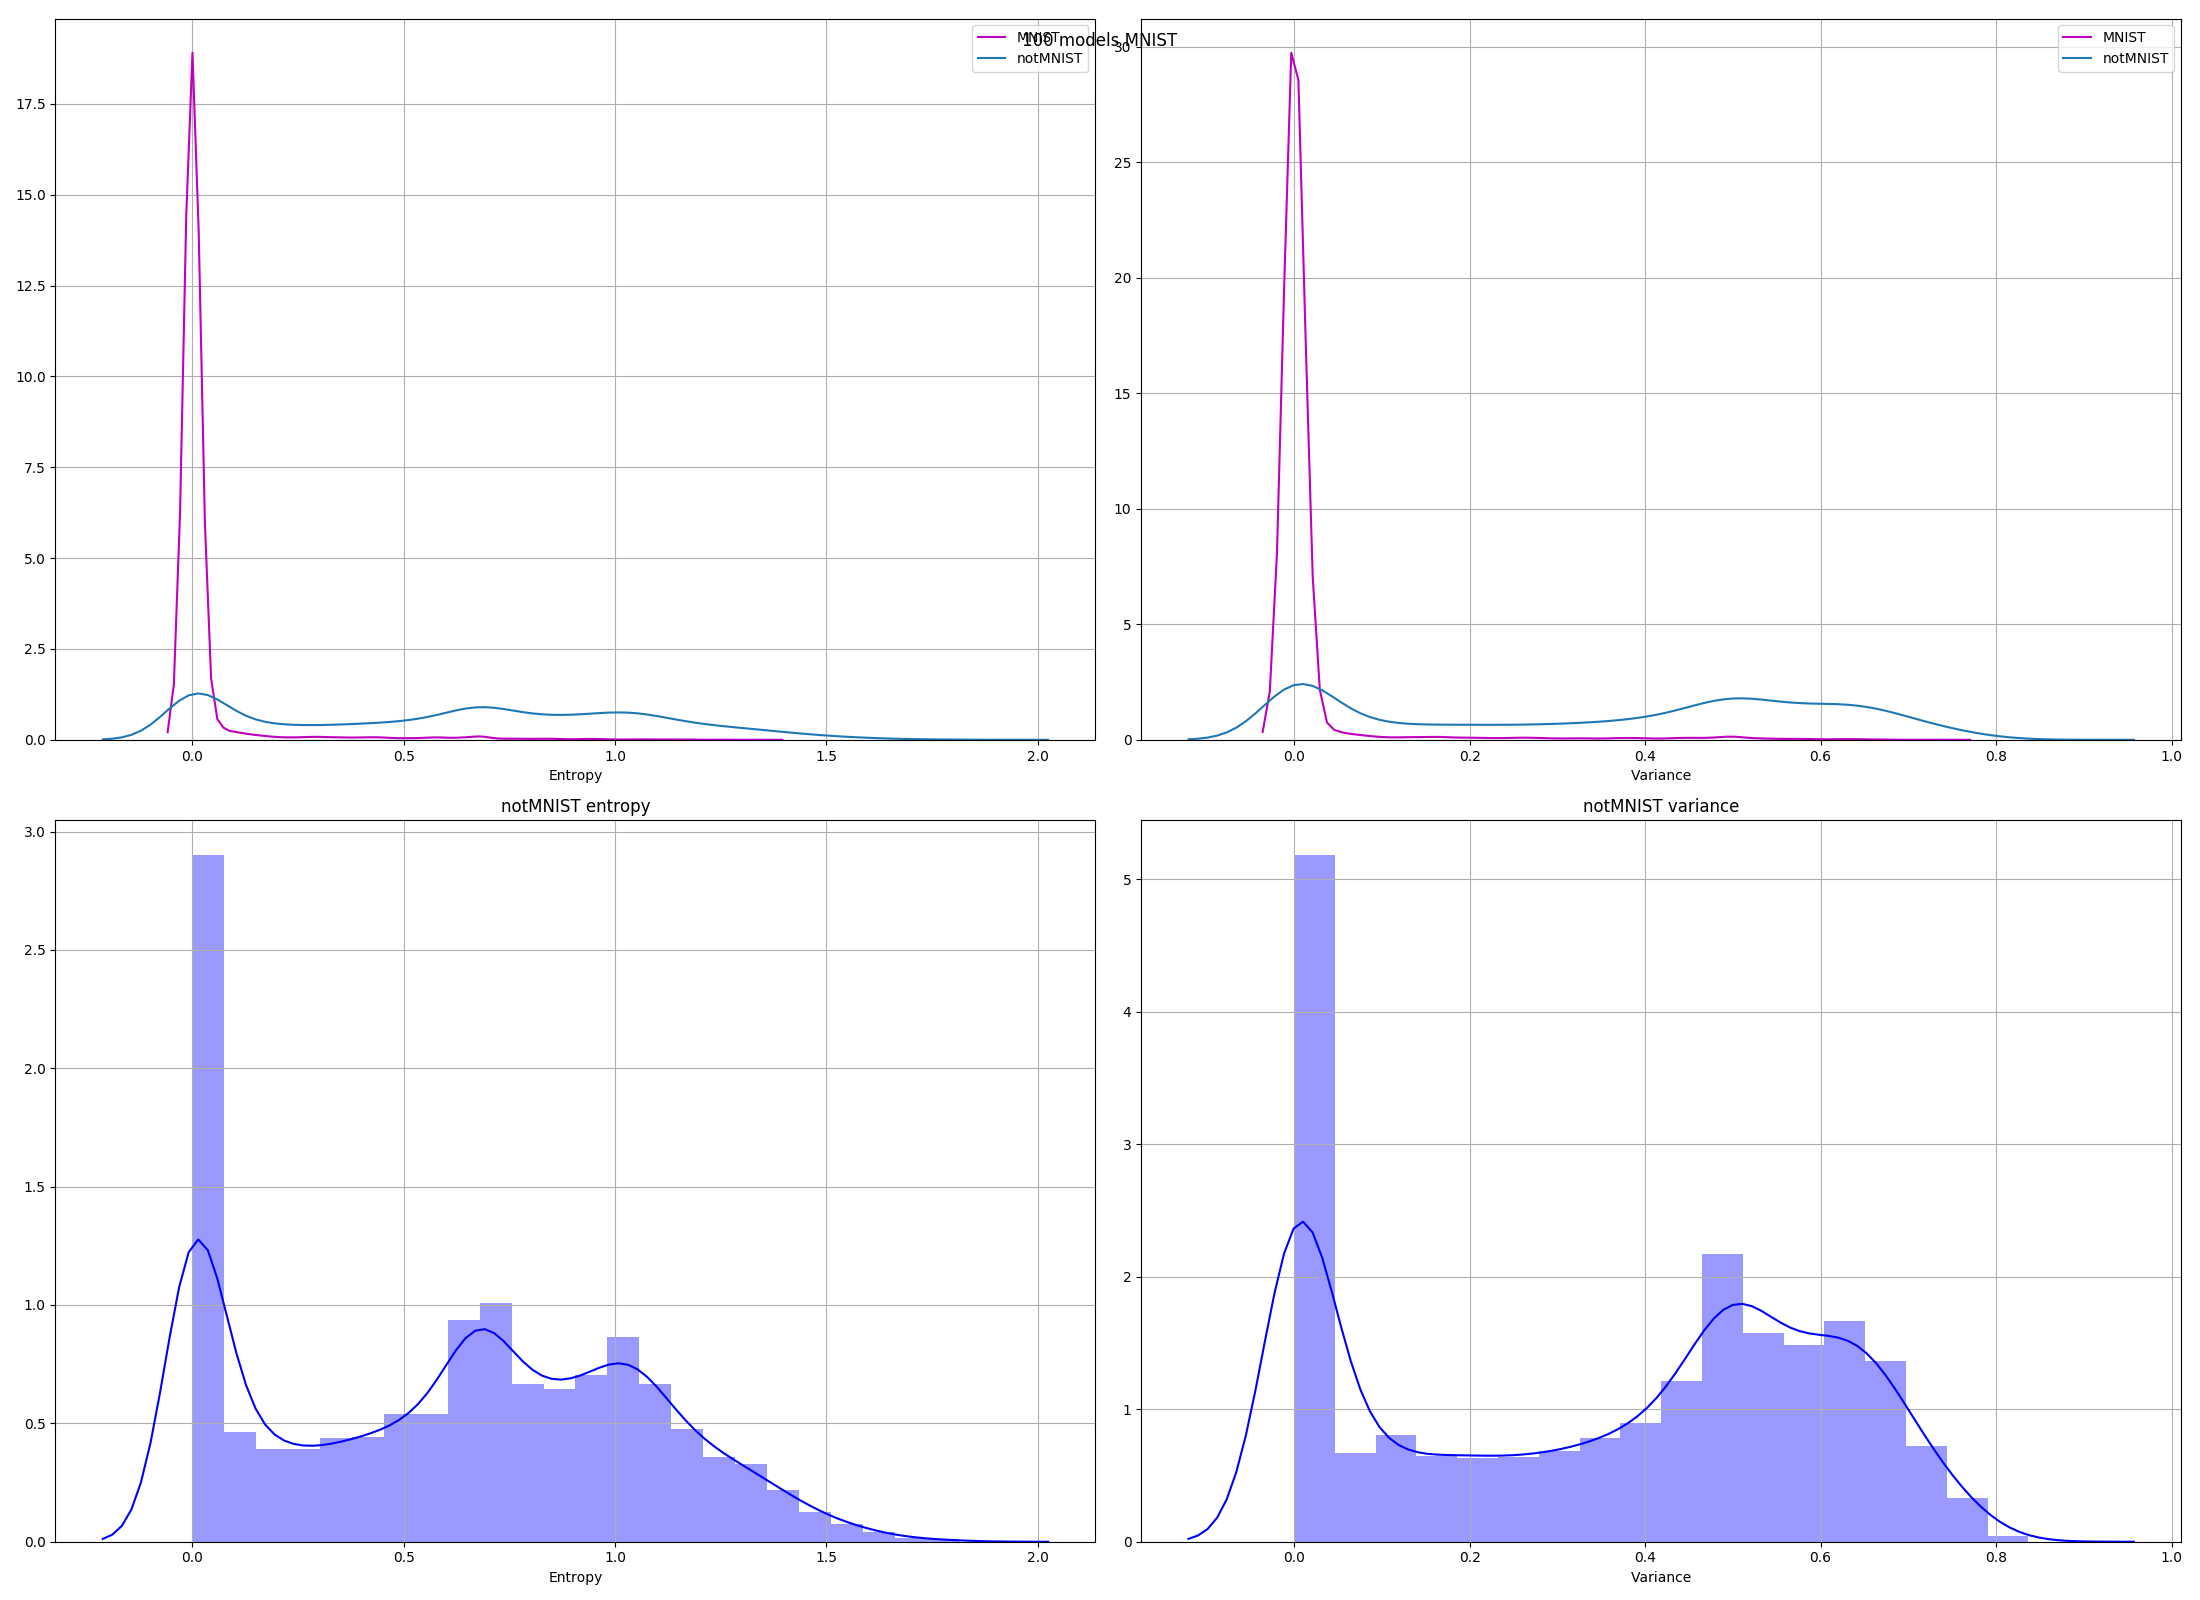 100 models MNIST
MNIST
notMNIST
17.5
15.0
12.5
10.0
7.5
5.0
2.5
0.0
0.0 0.5 1.0 1.5 2.0
Entropy
MNIST
notMNIST
30
25
20
15
10
5
0
0.0 0.2 0.4 0.6 0.8 1.0
Variance
notMNIST entropy
3.0
2.5
2.0
1.5
1.0
0.5
0.0
0.0 0.5 1.0 1.5 2.0
Entropy
notMNIST variance
5
4
3
2
1
0
0.0 0.2 0.4 0.6 0.8 1.0
Variance